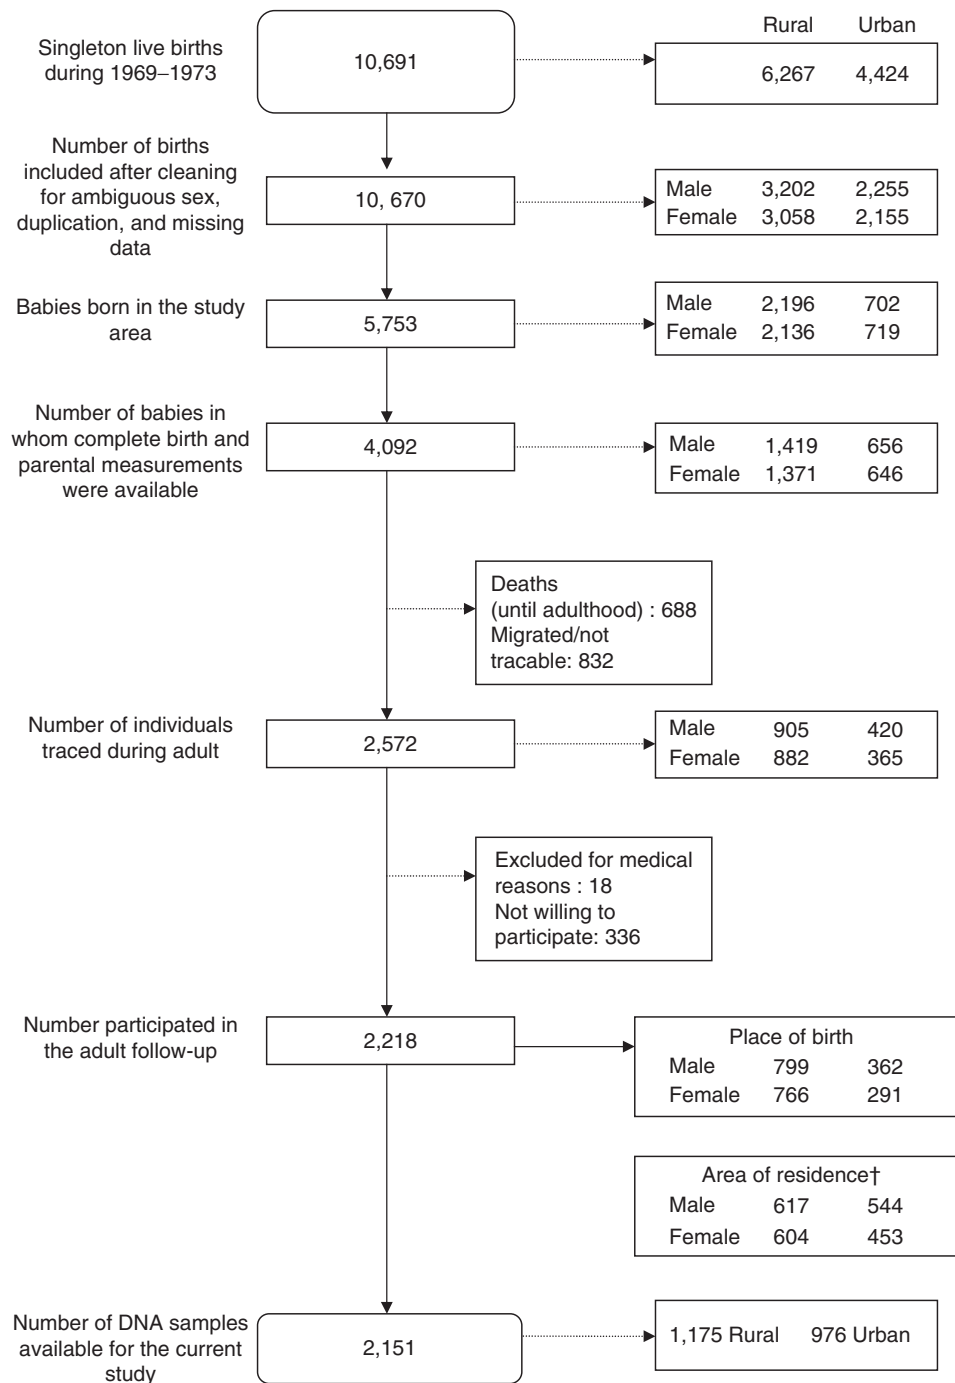 Rural Urban
Singleton live births
during 1969–1973
10,691
6,267 4,424
Number of births
included after cleaning
for ambiguous sex,
duplication, and missing
data
10, 670
Male 3,202 2,255
Female 3,058 2,155
Babies born in the study
area
5,753
Male 2,196 702
Female 2,136 719
Number of babies in
whom complete birth and
parental measurements
were available
4,092
Male 1,419 656
Female 1,371 646
Deaths
(until adulthood) : 688
Migrated/not
tracable: 832
Number of individuals
traced during adult
2,572
Male 905 420
Female 882 365
Excluded for medical
reasons : 18
Not willing to
participate: 336
Number participated in
the adult follow-up
2,218
Place of birth
Male 799 362
Female 766 291
Area of residence†
Male 617 544
Female 604 453
Number of DNA samples
available for the current
study
2,151
1,175 Rural 976 Urban